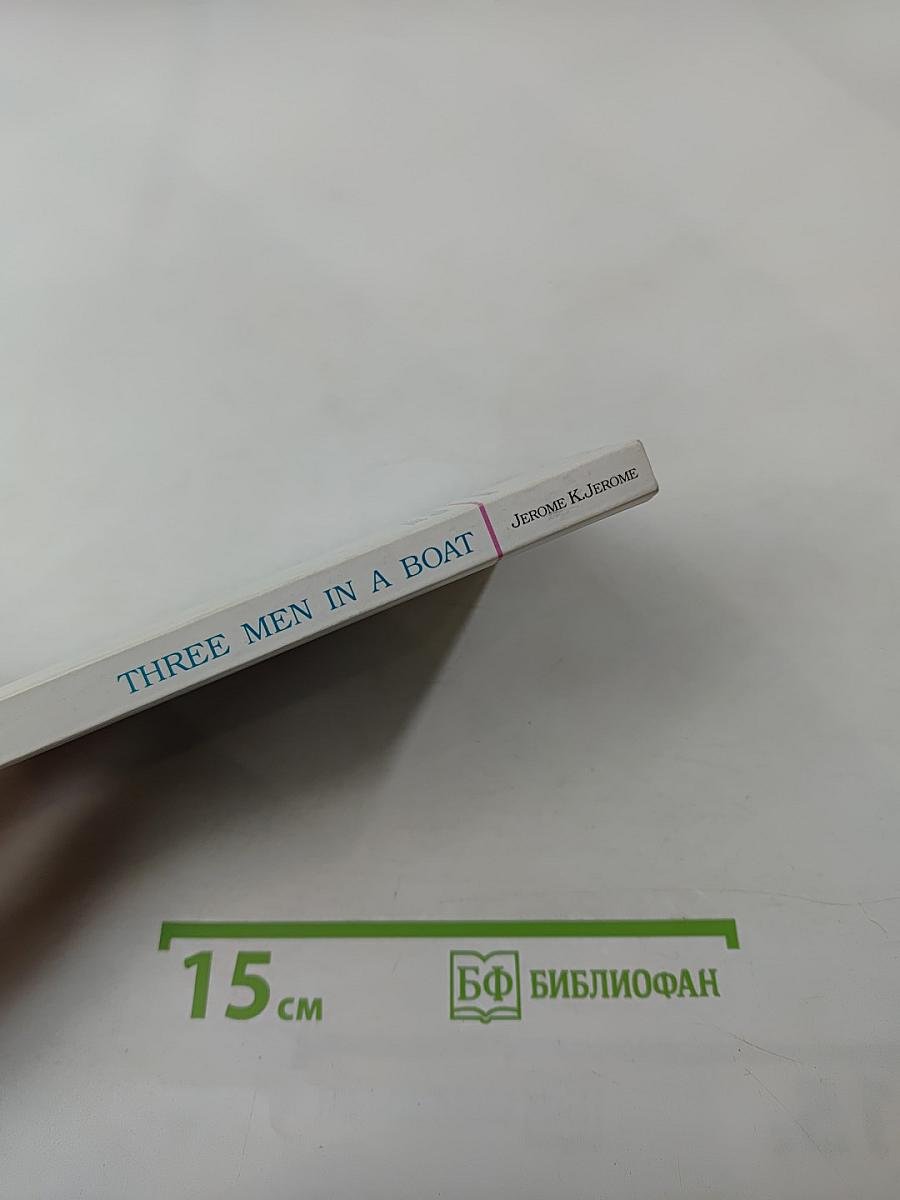 THREE MEN IN A BOAT
JEROME K.JEROME
15 см
БФ БИБЛИОФАН